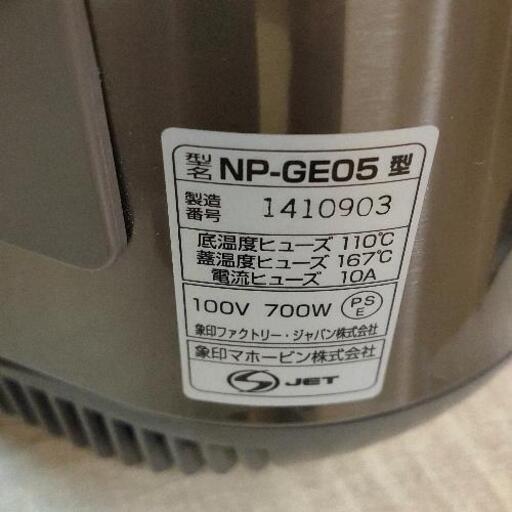 型名 NP-GE05 型
製造番号 1410903
底温度ヒューズ 110℃
蓋温度ヒューズ 167℃
電流ヒューズ 10A
100V 700W PSE
象印ファクトリー・ジャパン株式会社
象印マホービン株式会社
S JET